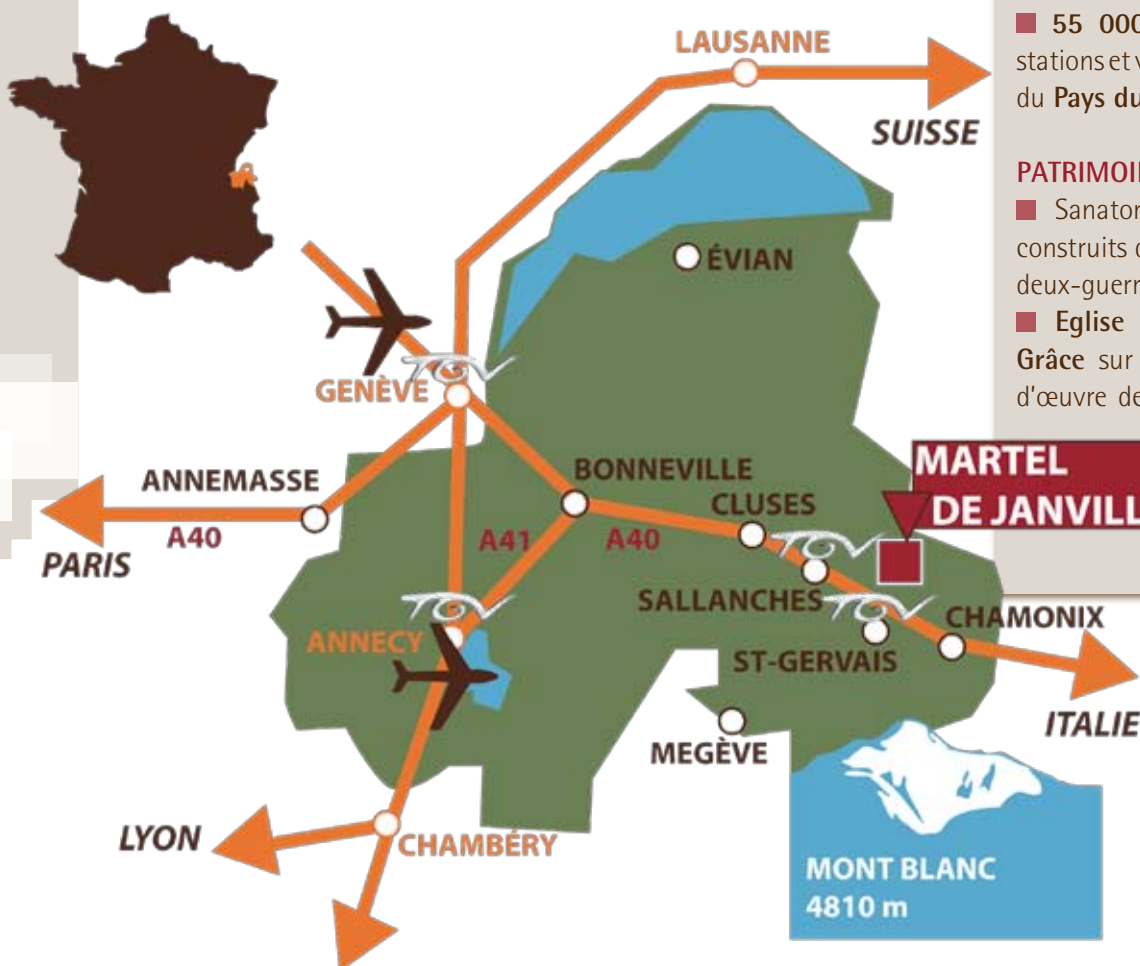 55 000
stations et v
du Pays du
PATRIMOI
Sanator
construits d
deux-guerr
Eglise
Grâce sur
d'œuvre de
LAUSANNE
SUISSE
ÉVIAN
TGV
GENÈVE
ANNEMASSE
A40
PARIS
BONNEVILLE
CLUSES
A41
A40
MARTEL
DE JANVILL
TGV
SALLANCHES
TGV
TGV
ANNECY
CHAMONIX
ST-GERVAIS
ITALIE
MEGÈVE
LYON
CHAMBÉRY
MONT BLANC
4810 m